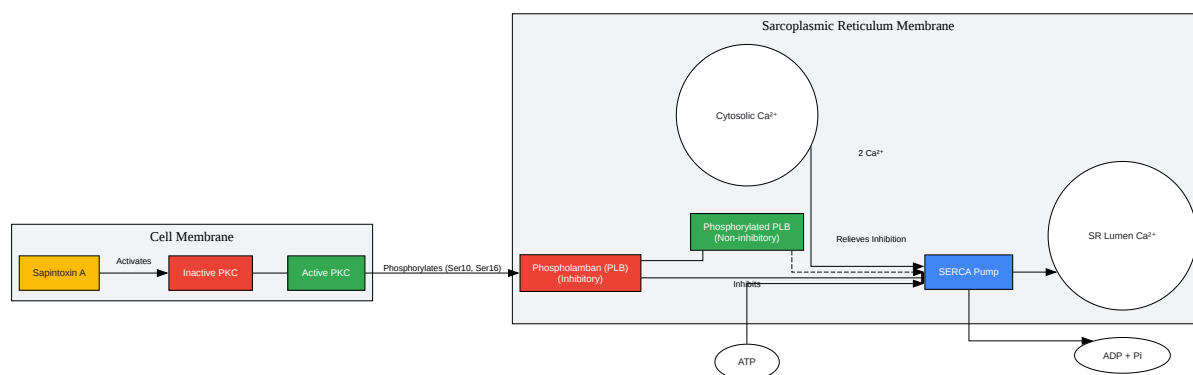 Sarcoplasmic Reticulum Membrane
Cytosolic Ca²⁺
2 Ca²⁺
Cell Membrane
Sapintoxin A
Activates
Inactive PKC
Active PKC
Phosphorylates (Ser10, Ser16)
Phospholamban (PLB)
(Inhibitory)
Phosphorylated PLB
(Non-inhibitory)
Relieves Inhibition
Inhibits
SERCA Pump
SR Lumen Ca²⁺
ATP
ADP + Pi